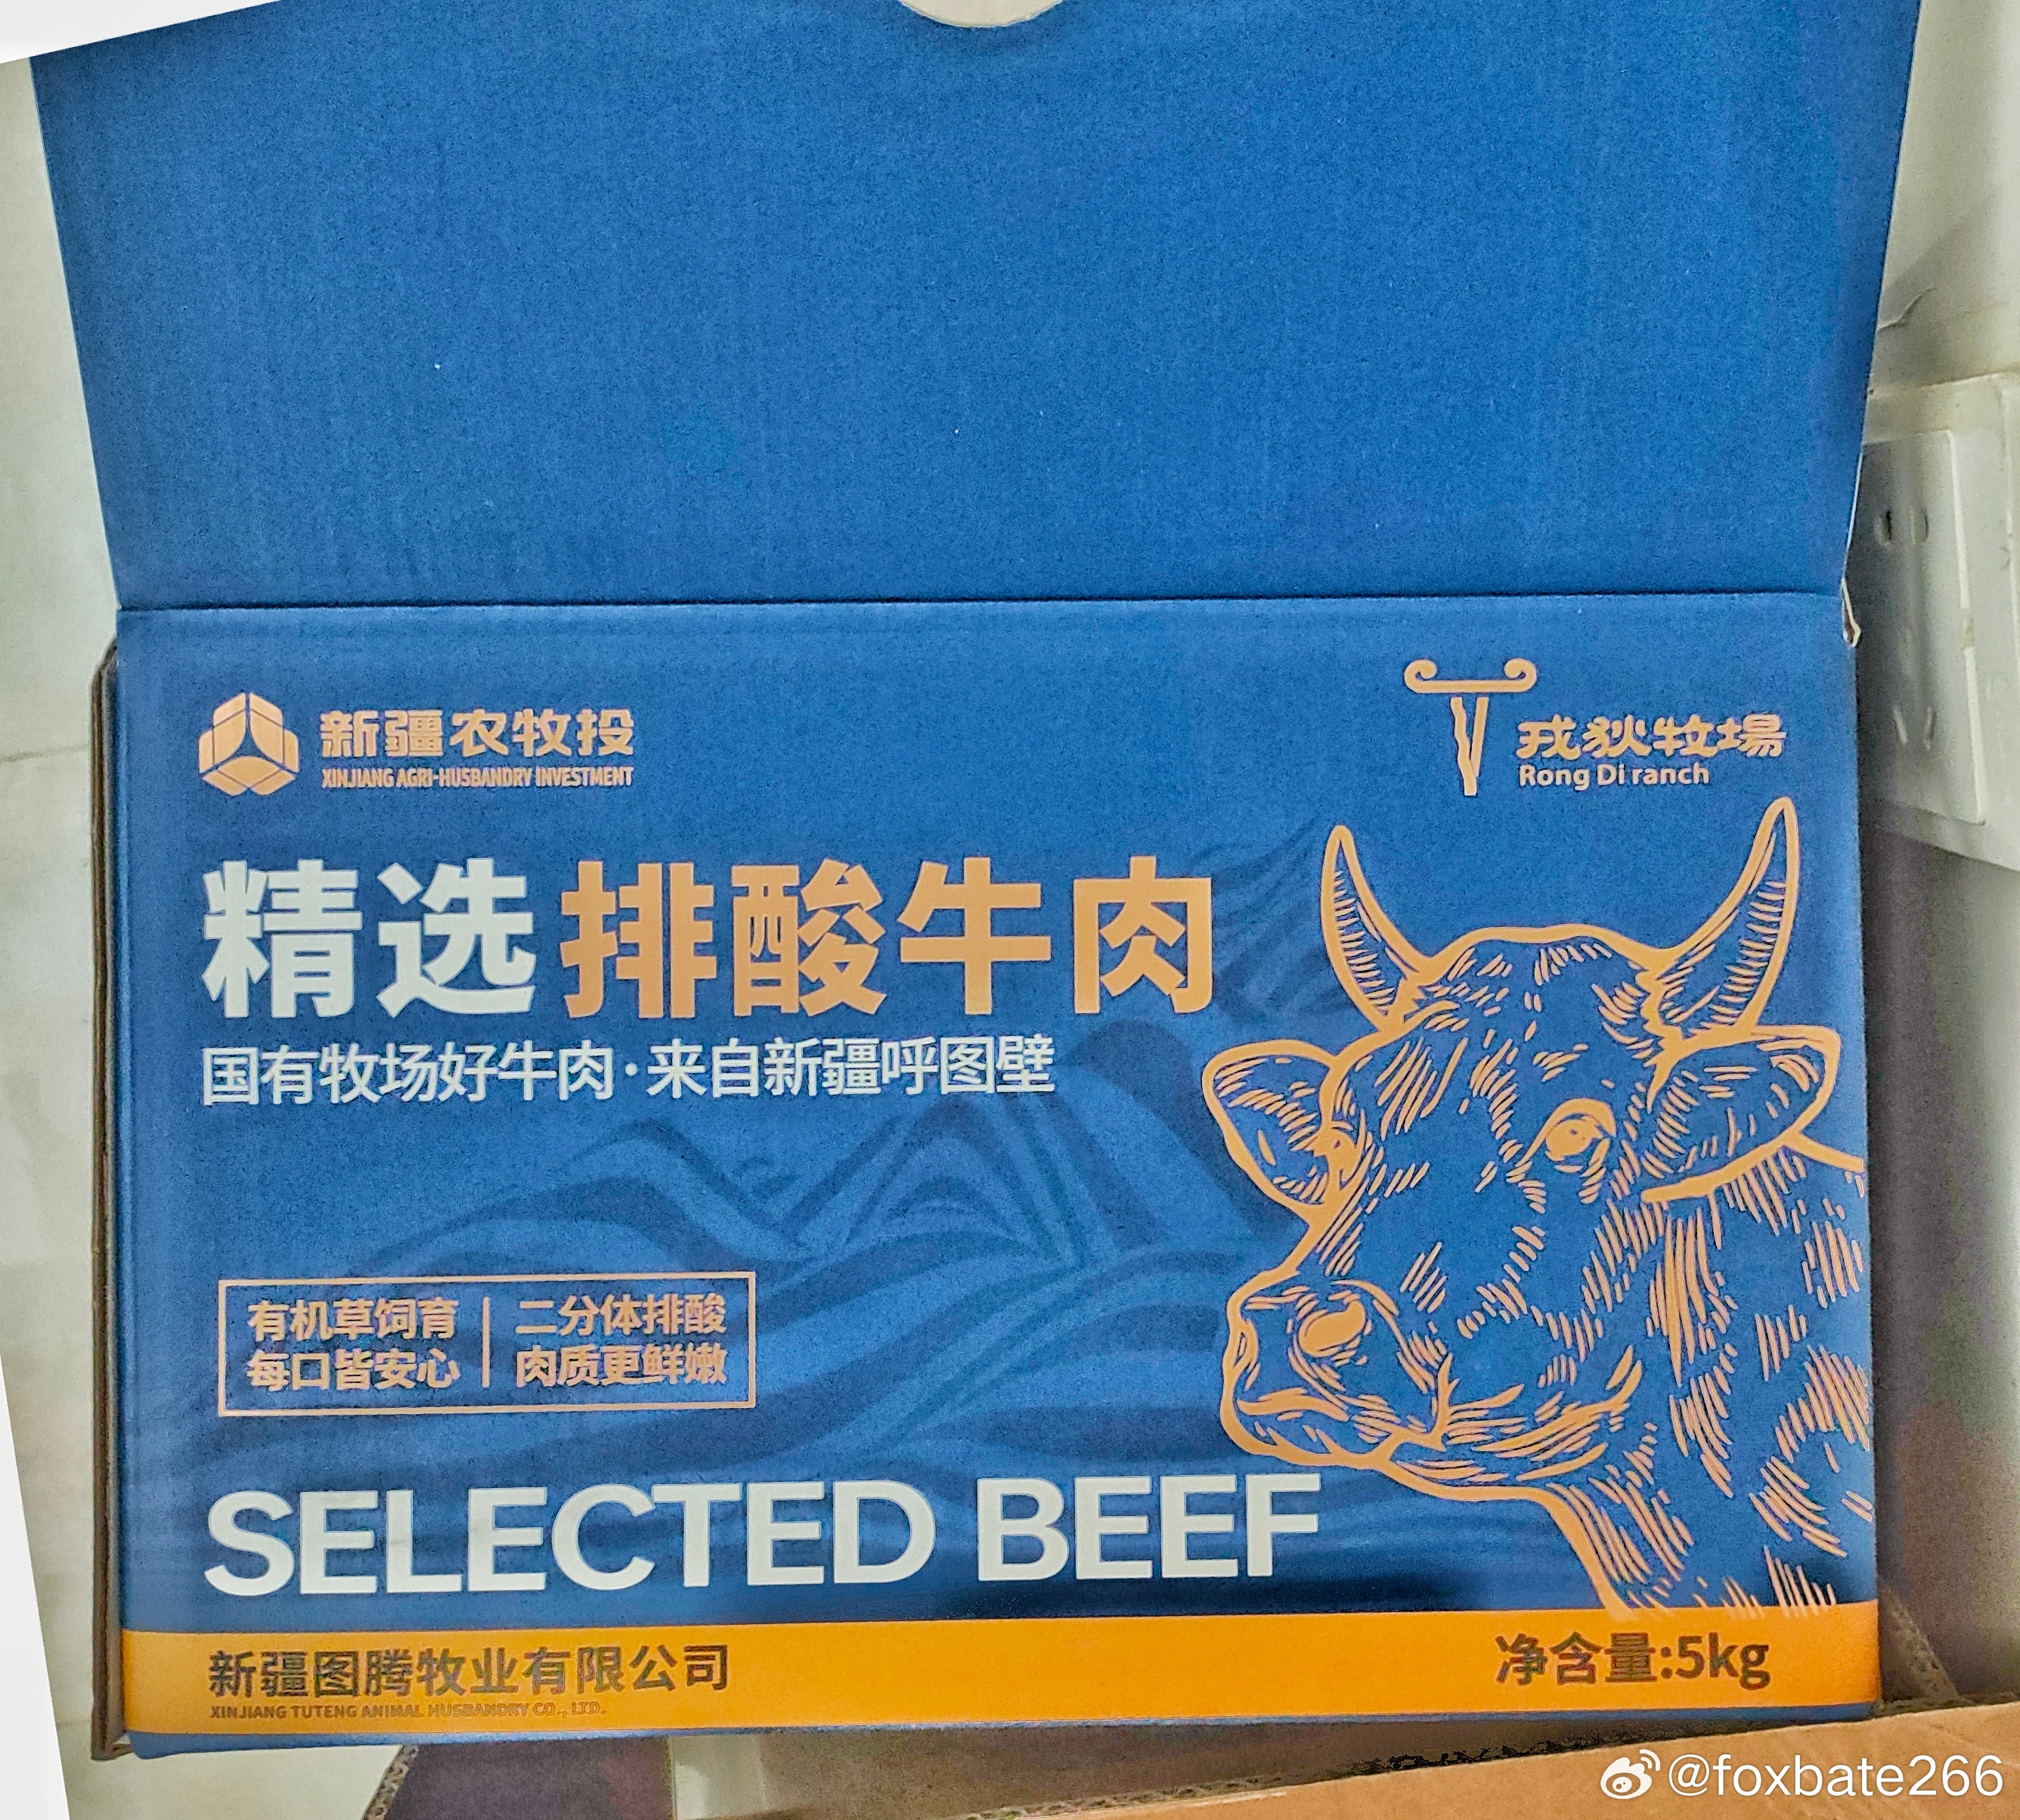 新疆农牧投
XINJIANG AGRI-HUSBANDRY INVESTMENT
戎狄牧場
Rong Di ranch
精选排酸牛肉
国有牧场好牛肉·来自新疆呼图壁
有机草饲育
每口皆安心
二分体排酸
肉质更鲜嫩
SELECTED BEEF
新疆图腾牧业有限公司
XINJIANG TUTENG ANIMAL HUSBANDRY CO., LTD.
净含量:5kg
@foxbate266